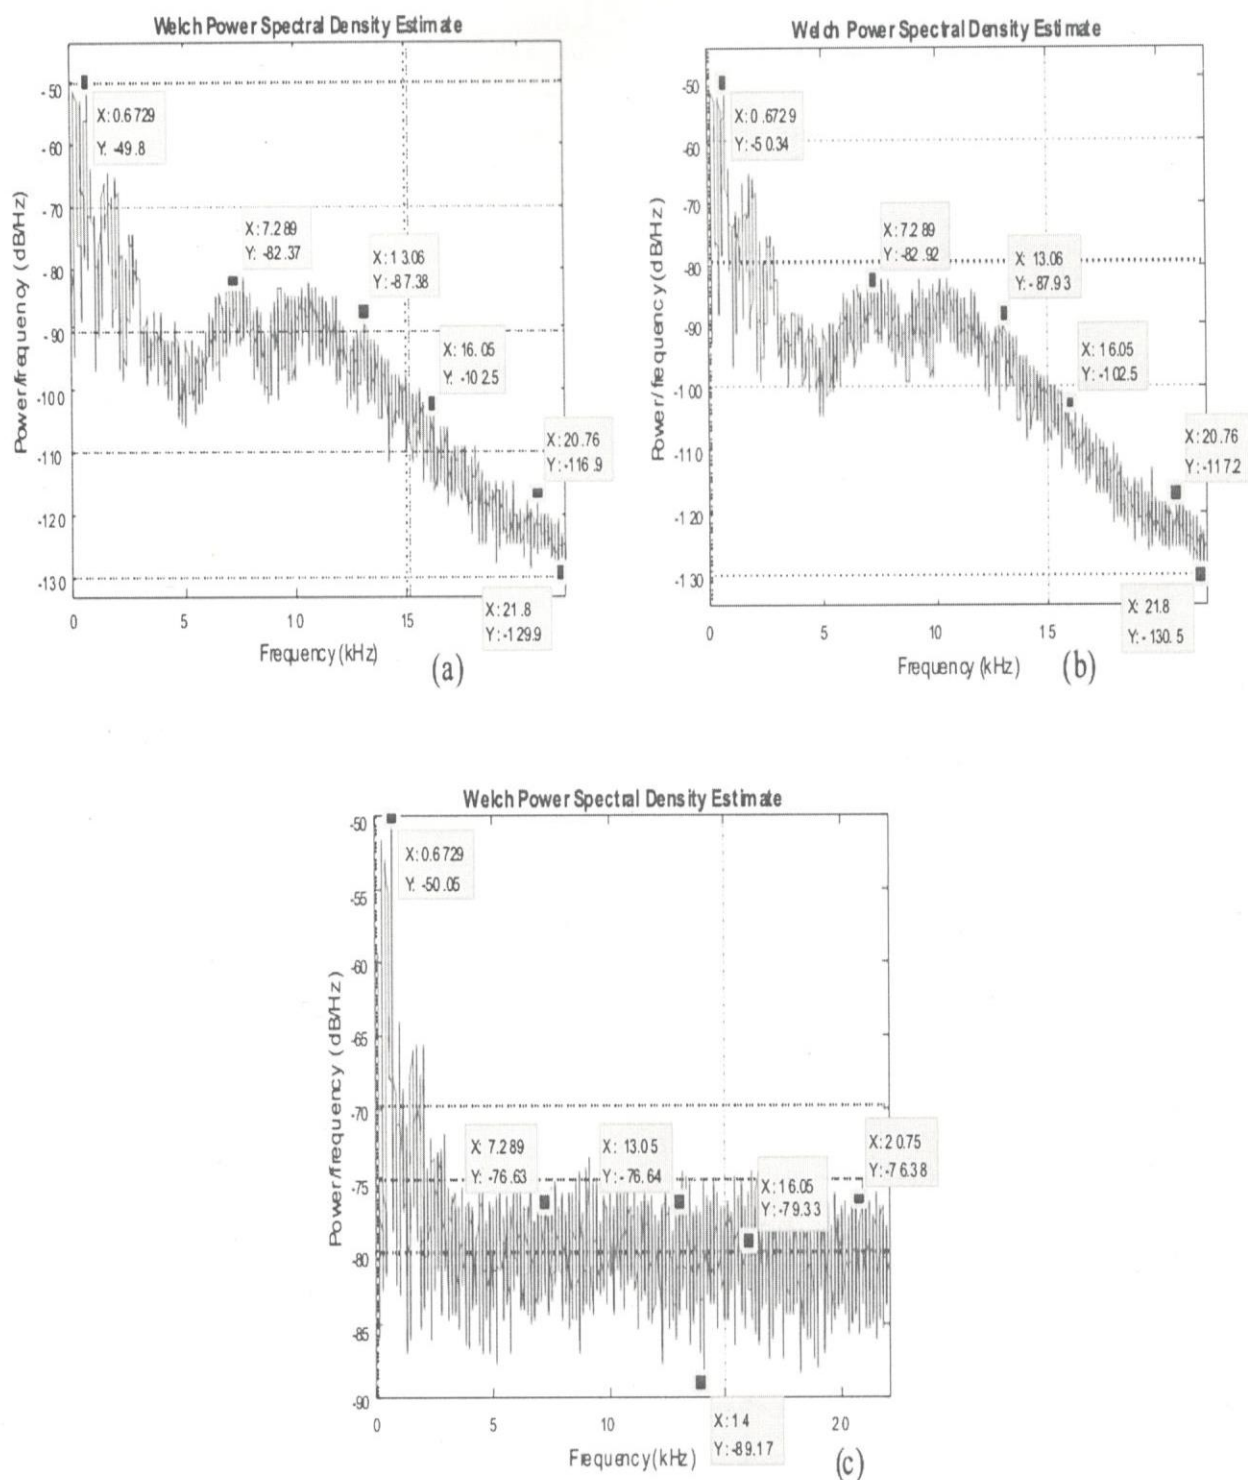 Welch Power Spectral Density Estimate
Power/frequency (dB/Hz)
-50
-60
-70
-80
-90
-100
-110
-120
-130
X: 0.6729
Y: -49.8
X: 7.289
Y: -82.37
X: 13.06
Y: -87.38
X: 16.05
Y: -102.5
X: 20.76
Y: -116.9
X: 21.8
Y: -129.9
0
5
10
15
Frequency (kHz)
(a)
Welch Power Spectral Density Estimate
Power/frequency (dB/Hz)
-50
-60
-70
-80
-90
-100
-110
-120
-130
X: 0.6729
Y: -50.34
X: 7.289
Y: -82.92
X: 13.06
Y: -87.93
X: 16.05
Y: -102.5
X: 20.76
Y: -117.2
X: 21.8
Y: -130.5
0
5
10
15
Frequency (kHz)
(b)
Welch Power Spectral Density Estimate
Power/frequency (dB/Hz)
-50
-55
-60
-65
-70
-75
-80
-85
-90
X: 0.6729
Y: -50.05
X: 7.289
Y: -76.63
X: 13.05
Y: -76.64
X: 16.05
Y: -79.33
X: 20.75
Y: -76.38
X: 14
Y: -89.17
0
5
10
20
Frequency (kHz)
(c)